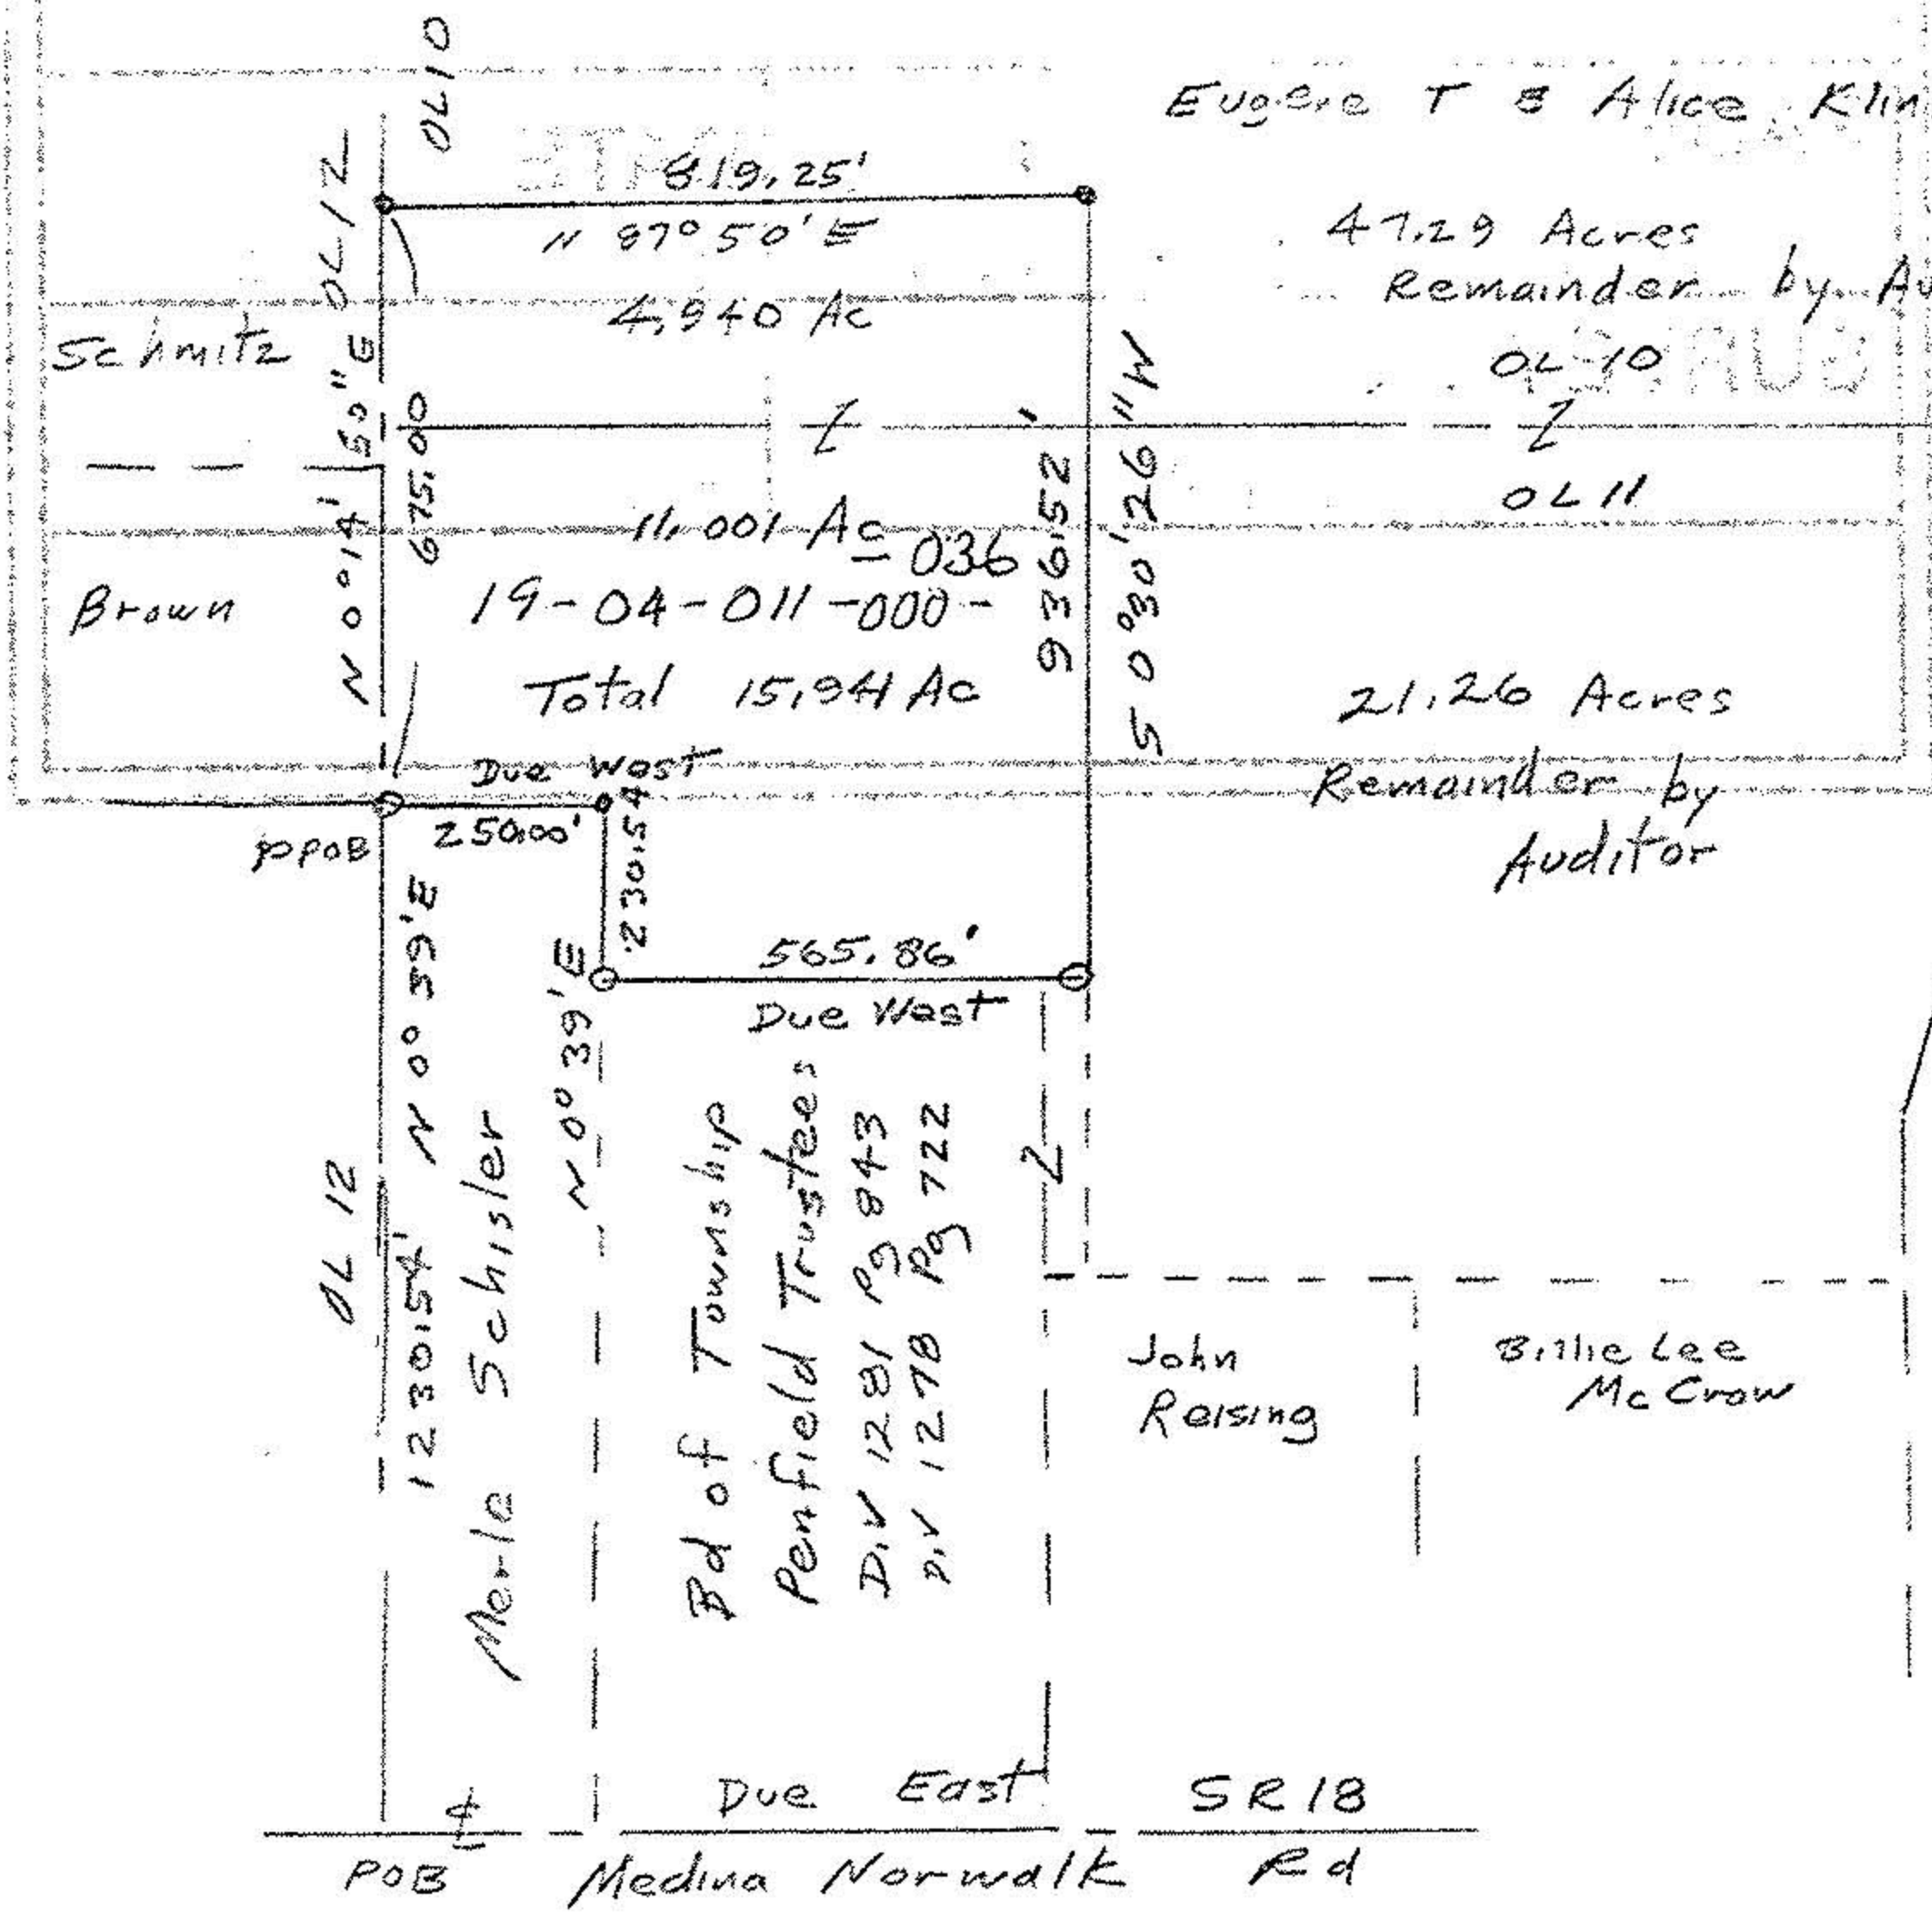 OL 10
OL 12
Eugene T & Alice Klin
819.25'
N 87° 50' E
47.29 Acres
Remainder by Au
4.940 Ac
Schmitz
OL 10
N 0° 14' 50" E
675.00
OL 11
936.52'
S 0° 30' 26" W
11.001 Ac
036
19-04-011-000-
Brown
Total 15.941 Ac
21.26 Acres
Remainder by
Auditor
Due West
250.00'
PPOB
230.54
565.86'
Due West
N 0° 39' E
N 0° 39' E
OL 12
1230.54'
Merle Schisler
Bd of Township
Penfield Trustees
D.V 1281 Pg 843
D.V 1278 Pg 722
John
Reising
Billie Lee
McCraw
Due East
SR 18
POB
Medina Norwalk Rd